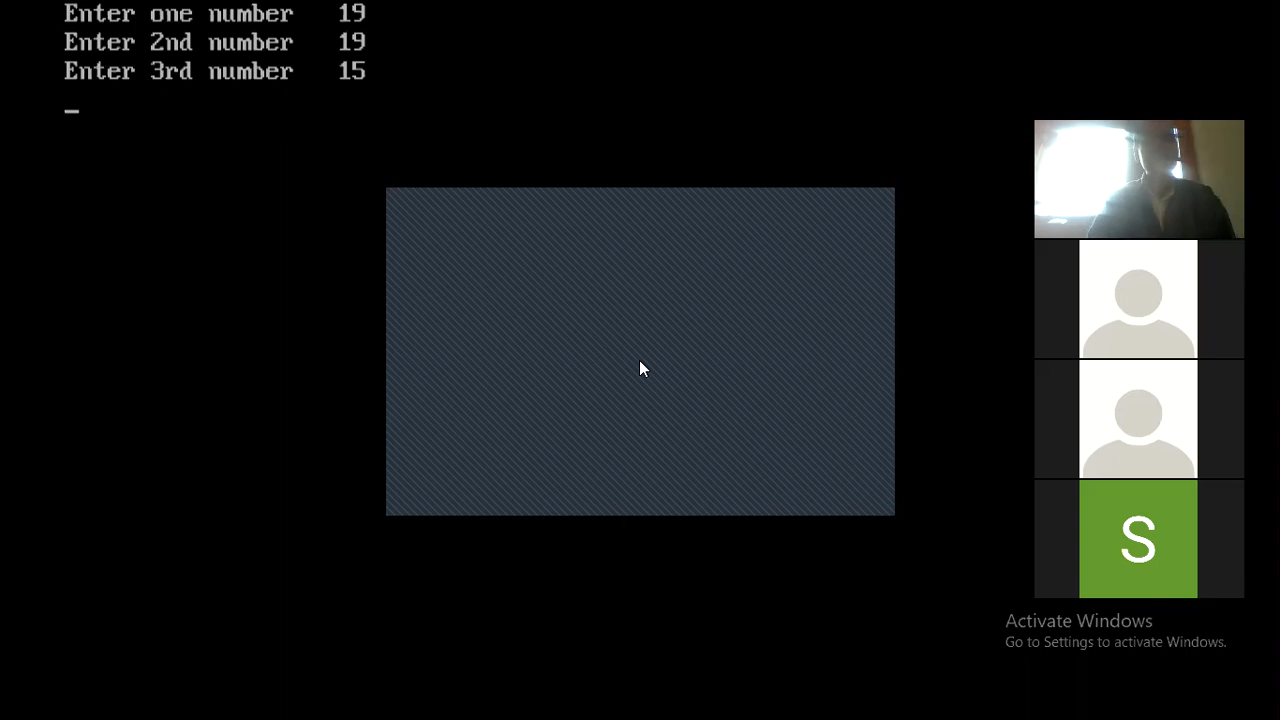 Enter one number 19
Enter 2nd number 19
Enter 3rd number 15
S
Activate Windows
Go to Settings to activate Windows.